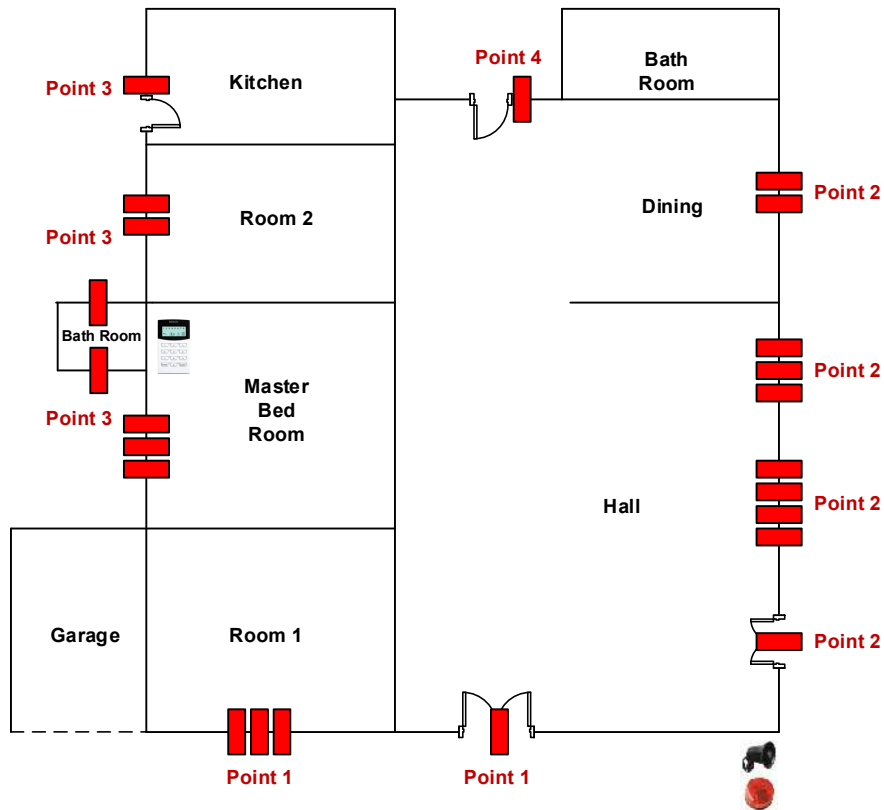 Point 4
Bath
Room
Point 3
Kitchen
Point 2
Room 2
Dining
Point 3
Bath Room
Point 2
Master
Bed
Room
Point 3
Hall
Point 2
Garage
Room 1
Point 2
Point 1
Point 1